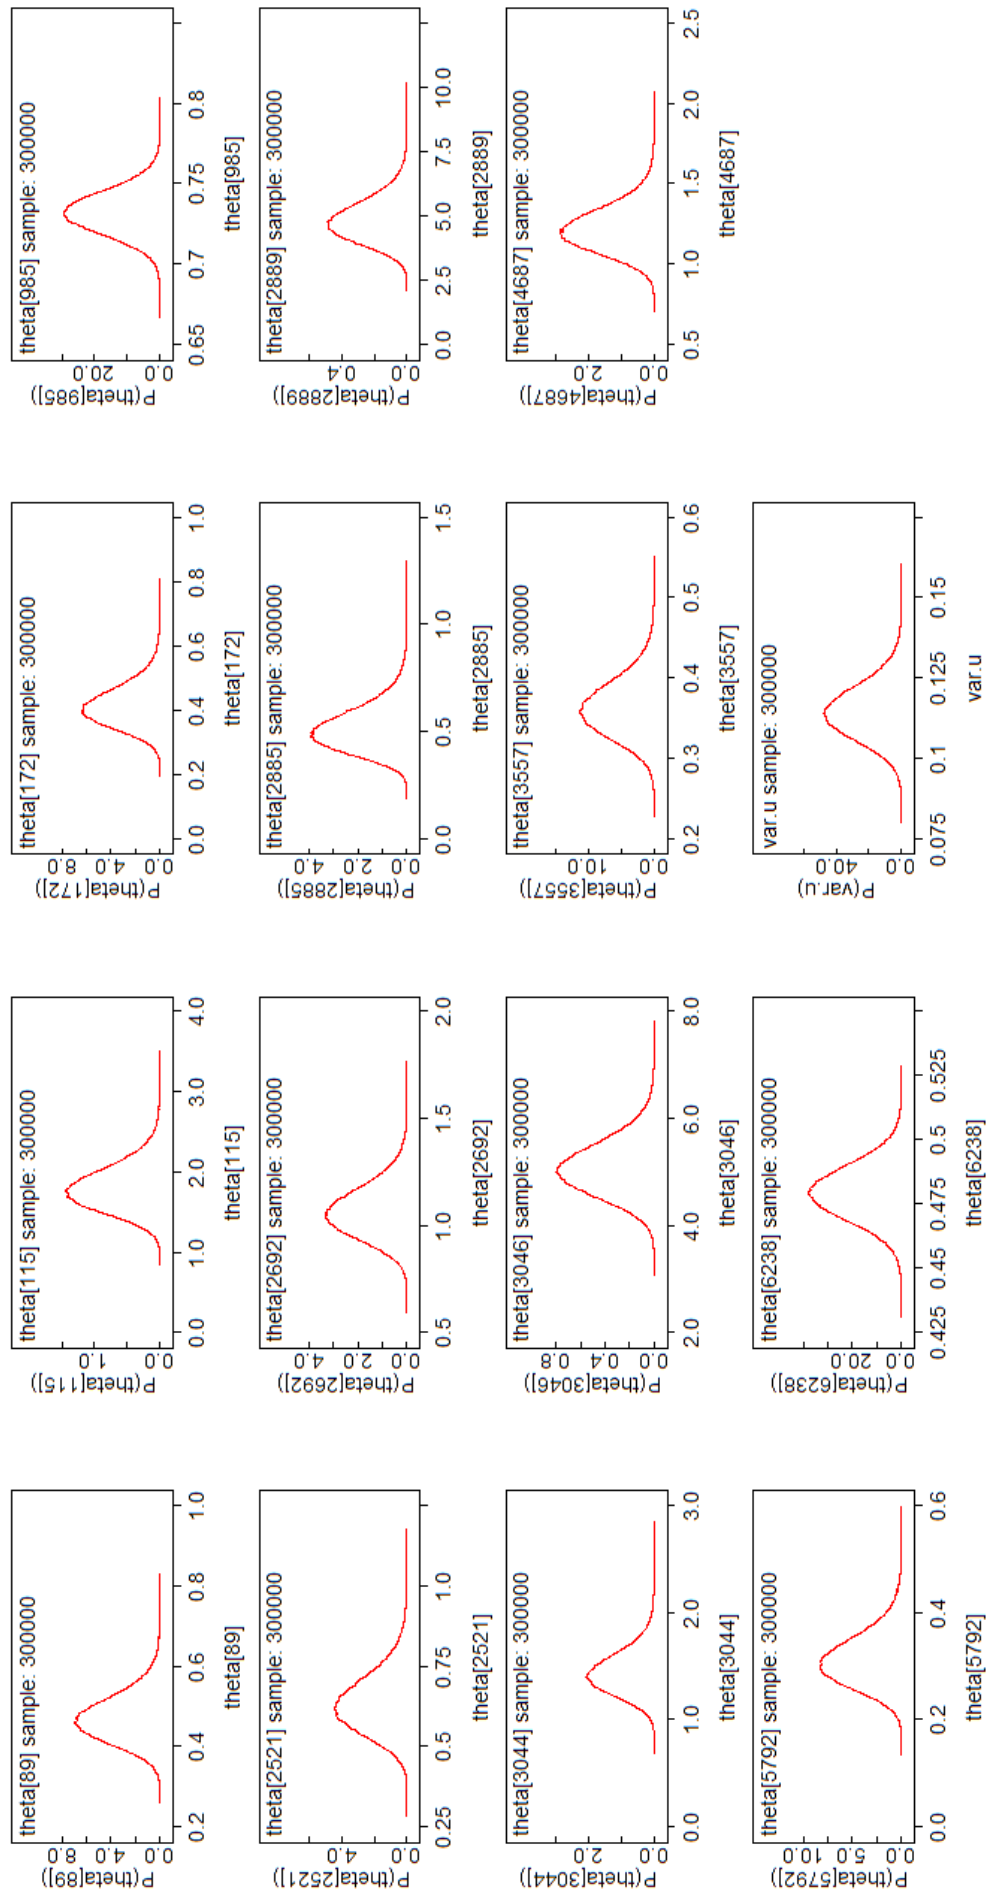 theta[89] sample: 300000
P(theta[89])
8.0
4.0
0.0
0.2 0.4 0.6 0.8 1.0
theta[89]
theta[115] sample: 300000
P(theta[115])
1.0
0.0
0.0 1.0 2.0 3.0 4.0
theta[115]
theta[172] sample: 300000
P(theta[172])
8.0
4.0
0.0
0.0 0.2 0.4 0.6 0.8 1.0
theta[172]
theta[985] sample: 300000
P(theta[985])
20.0
0.0
0.65 0.7 0.75 0.8
theta[985]
theta[2521] sample: 300000
P(theta[2521])
4.0
0.0
0.25 0.5 0.75 1.0
theta[2521]
theta[2692] sample: 300000
P(theta[2692])
4.0
2.0
0.0
0.5 1.0 1.5 2.0
theta[2692]
theta[2885] sample: 300000
P(theta[2885])
4.0
2.0
0.0
0.0 0.5 1.0 1.5
theta[2885]
theta[2889] sample: 300000
P(theta[2889])
0.4
0.0
0.0 2.5 5.0 7.5 10.0
theta[2889]
theta[3044] sample: 300000
P(theta[3044])
2.0
0.0
0.0 1.0 2.0 3.0
theta[3044]
theta[3046] sample: 300000
P(theta[3046])
0.8
0.4
0.0
2.0 4.0 6.0 8.0
theta[3046]
theta[3557] sample: 300000
P(theta[3557])
10.0
0.0
0.2 0.3 0.4 0.5 0.6
theta[3557]
theta[4687] sample: 300000
P(theta[4687])
2.0
0.0
0.5 1.0 1.5 2.0 2.5
theta[4687]
theta[5792] sample: 300000
P(theta[5792])
10.0
5.0
0.0
0.0 0.2 0.4 0.6
theta[5792]
theta[6238] sample: 300000
P(theta[6238])
20.0
0.0
0.425 0.45 0.475 0.5 0.525
theta[6238]
var.u sample: 300000
P(var.u)
40.0
0.0
0.075 0.1 0.125 0.15
var.u